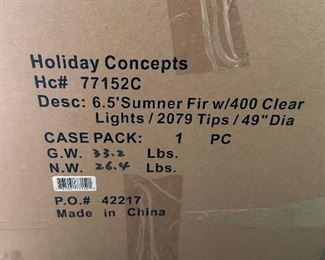 Holiday Concepts
Hc# 77152C
Desc: 6.5'Sumner Fir w/400 Clear
Lights / 2079 Tips / 49"Dia
CASE PACK: 1 PC
G.W. 33.2 Lbs.
N.W. 26.4 Lbs.
P.O.# 42217
Made in China